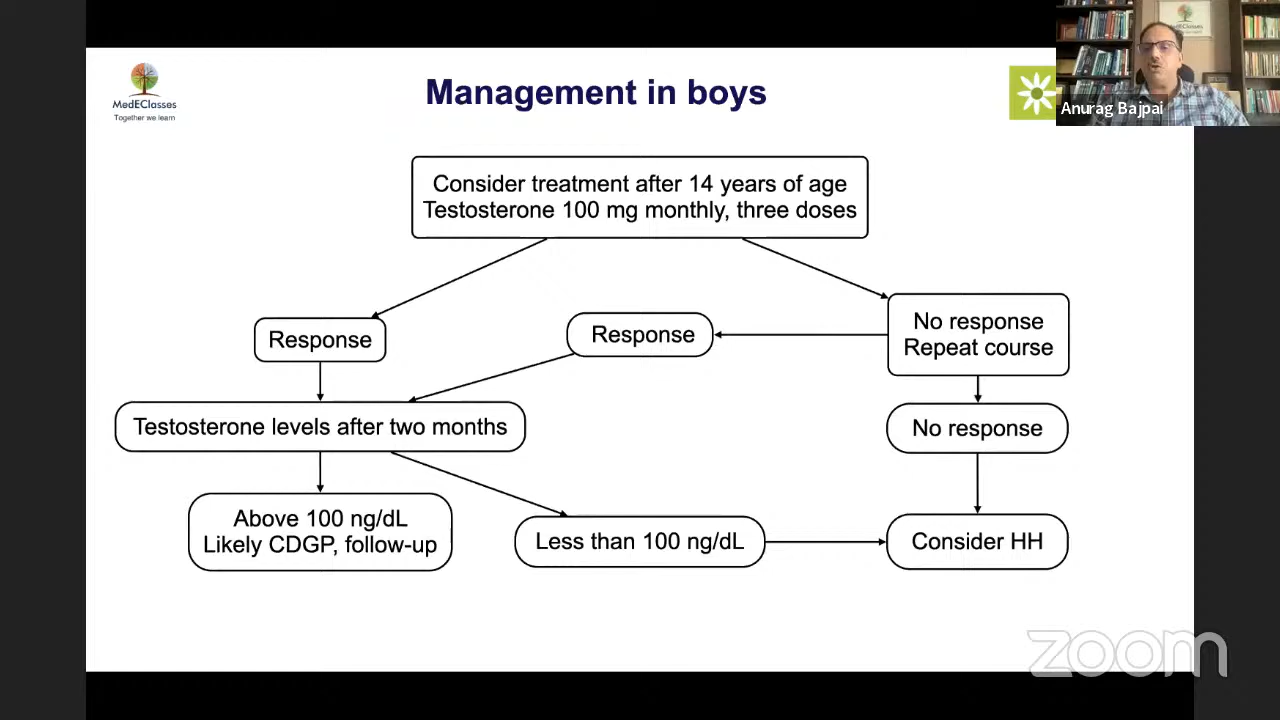 MedEClasses
Together we learn
Management in boys
Anurag Bajpai
Consider treatment after 14 years of age
Testosterone 100 mg monthly, three doses
Response
Response
No response
Repeat course
Testosterone levels after two months
No response
Above 100 ng/dL
Likely CDGP, follow-up
Less than 100 ng/dL
Consider HH
zoom